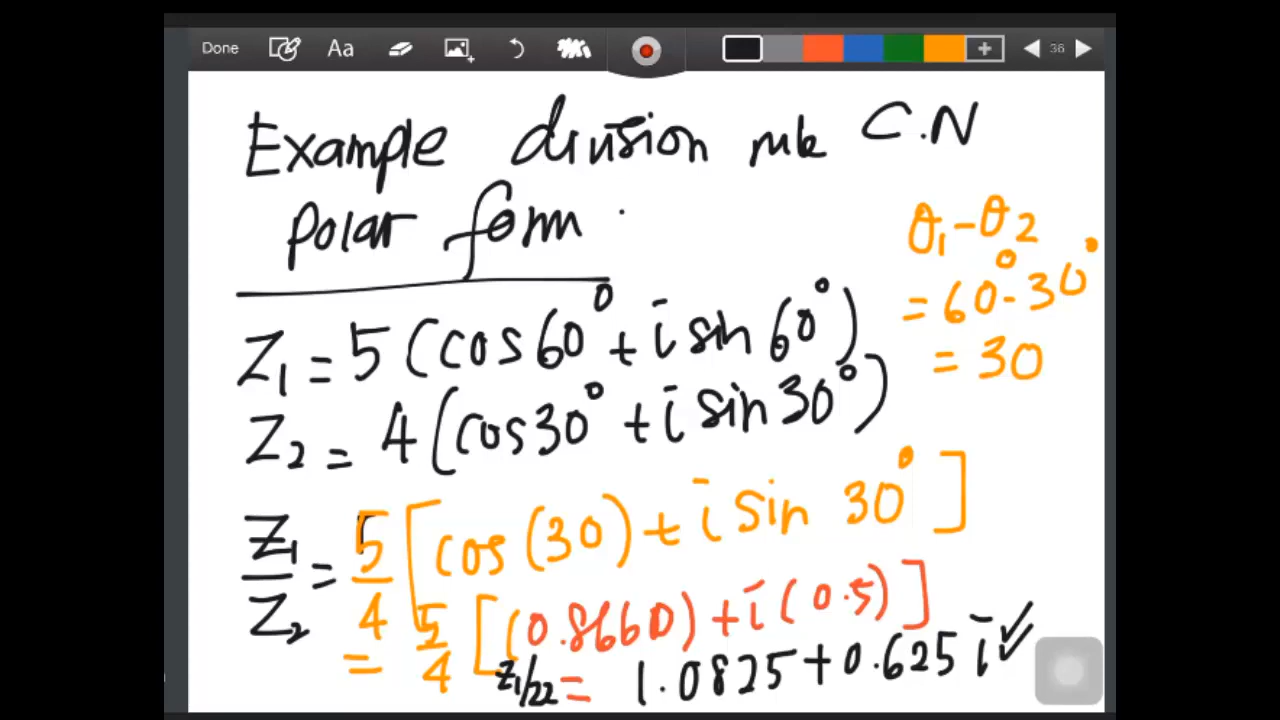 Done Aa 36
Example division utk C.N
polar form.
θ1-θ2
= 60°-30°
= 30
Z1 = 5 (cos 60° + i sin 60°)
Z2 = 4 (cos 30° + i sin 30°)
Z1/Z2 = 5/4 [cos (30) + i sin 30°]
= 5/4 [(0.8660) + i (0.5)]
Z1/Z2 = 1.0825 + 0.625 i